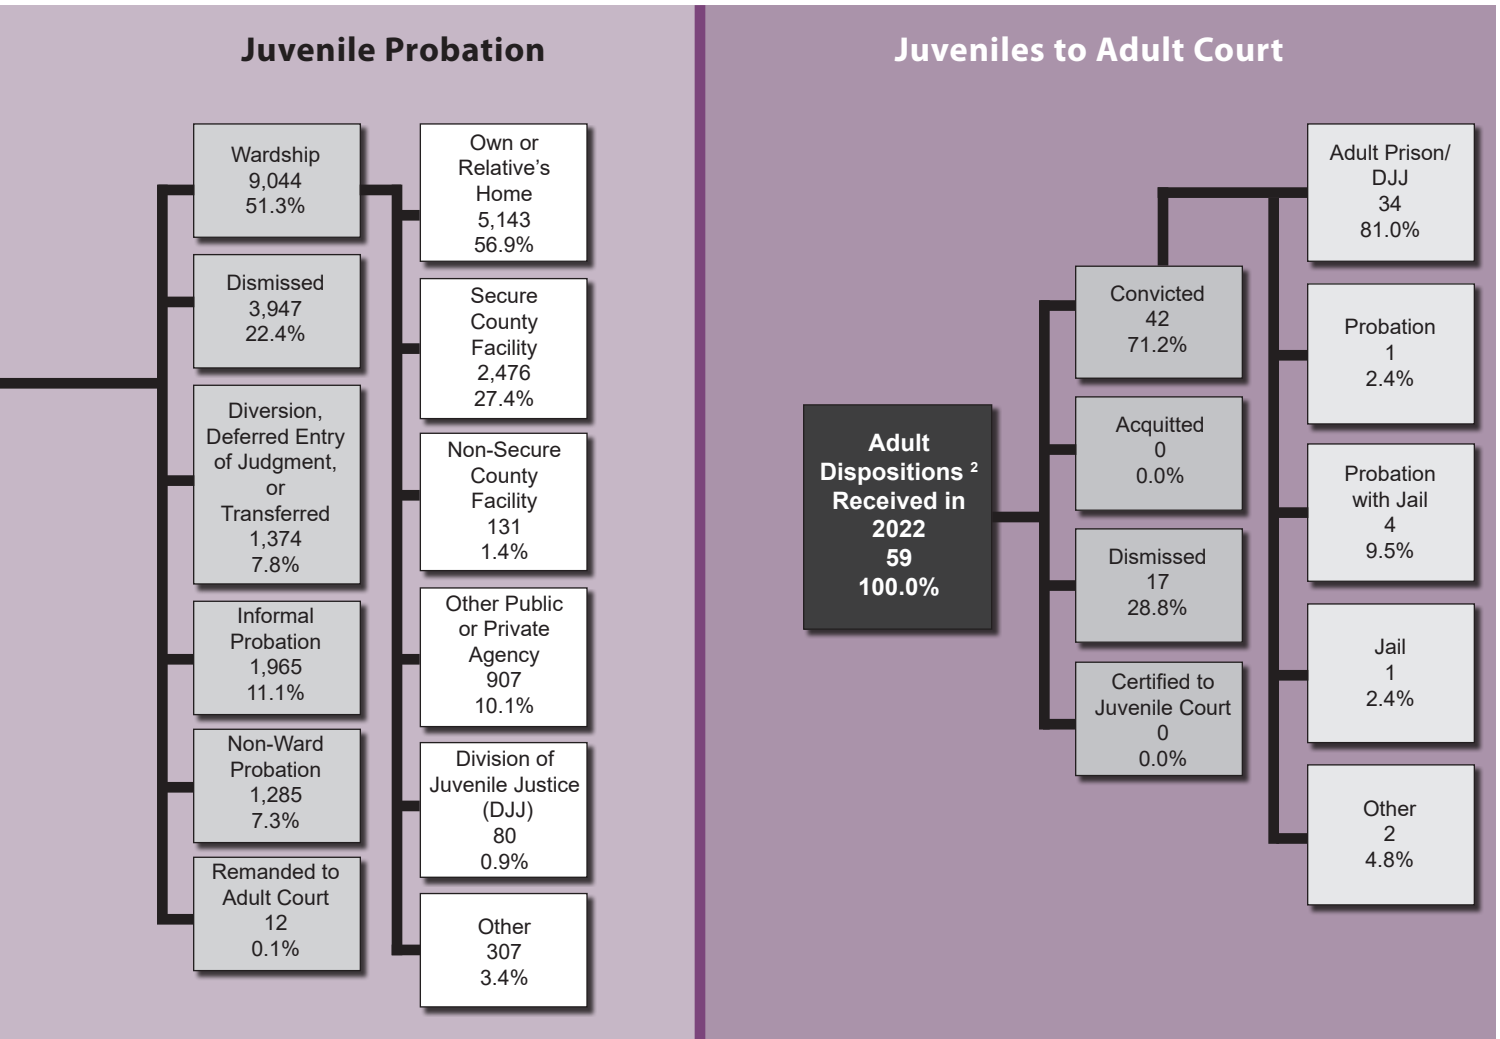 Juvenile Probation
Wardship
9,044
51.3%
Dismissed
3,947
22.4%
Diversion,
Deferred Entry
of Judgment,
or
Transferred
1,374
7.8%
Informal
Probation
1,965
11.1%
Non-Ward
Probation
1,285
7.3%
Remanded to
Adult Court
12
0.1%
Own or
Relative's
Home
5,143
56.9%
Secure
County
Facility
2,476
27.4%
Non-Secure
County
Facility
131
1.4%
Other Public
or Private
Agency
907
10.1%
Division of
Juvenile Justice
(DJJ)
80
0.9%
Other
307
3.4%
Juveniles to Adult Court
Adult
Dispositions ²
Received in
2022
59
100.0%
Convicted
42
71.2%
Acquitted
0
0.0%
Dismissed
17
28.8%
Certified to
Juvenile Court
0
0.0%
Adult Prison/
DJJ
34
81.0%
Probation
1
2.4%
Probation
with Jail
4
9.5%
Jail
1
2.4%
Other
2
4.8%